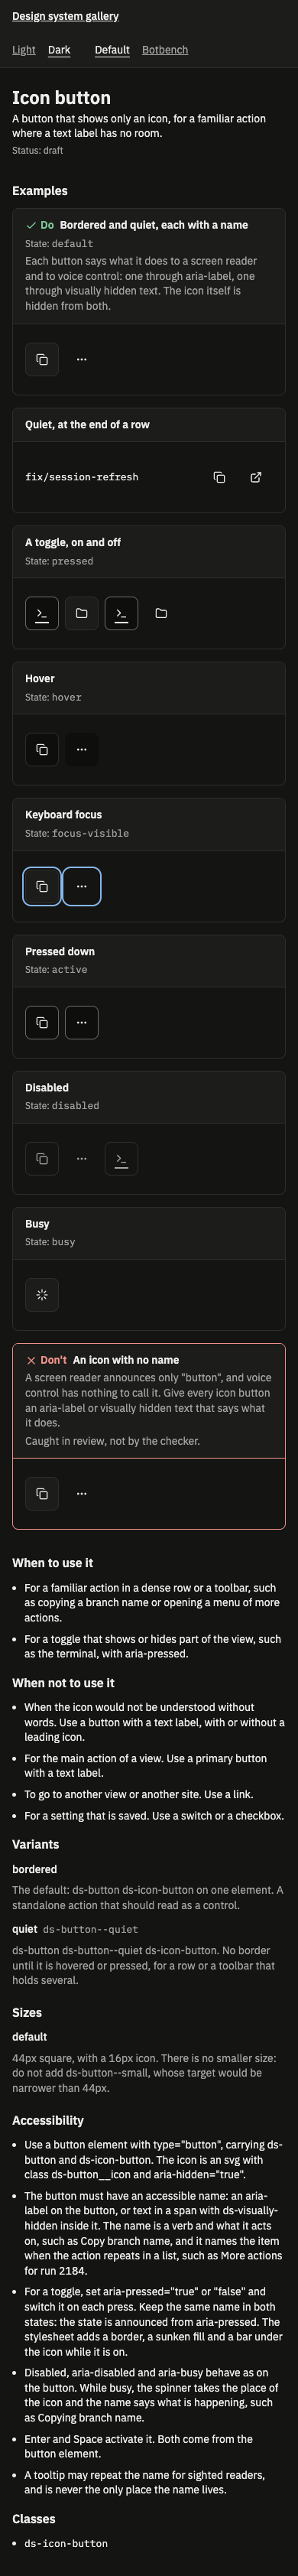 Design system gallery
Light Dark Default Botbench
Icon button
A button that shows only an icon, for a familiar action
where a text label has no room.
Status: draft
Examples
Do Bordered and quiet, each with a name
State: default
Each button says what it does to a screen reader
and to voice control: one through aria-label, one
through visually hidden text. The icon itself is
hidden from both.
Quiet, at the end of a row
fix/session-refresh
A toggle, on and off
State: pressed
Hover
State: hover
Keyboard focus
State: focus-visible
Pressed down
State: active
Disabled
State: disabled
Busy
State: busy
Don't An icon with no name
A screen reader announces only "button", and voice
control has nothing to call it. Give every icon button
an aria-label or visually hidden text that says what
it does.
Caught in review, not by the checker.
When to use it
• For a familiar action in a dense row or a toolbar, such
as copying a branch name or opening a menu of more
actions.
• For a toggle that shows or hides part of the view, such
as the terminal, with aria-pressed.
When not to use it
• When the icon would not be understood without
words. Use a button with a text label, with or without a
leading icon.
• For the main action of a view. Use a primary button
with a text label.
• To go to another view or another site. Use a link.
• For a setting that is saved. Use a switch or a checkbox.
Variants
bordered
The default: ds-button ds-icon-button on one element. A
standalone action that should read as a control.
quiet ds-button--quiet
ds-button ds-button--quiet ds-icon-button. No border
until it is hovered or pressed, for a row or a toolbar that
holds several.
Sizes
default
44px square, with a 16px icon. There is no smaller size:
do not add ds-button--small, whose target would be
narrower than 44px.
Accessibility
• Use a button element with type="button", carrying ds-
button and ds-icon-button. The icon is an svg with
class ds-button__icon and aria-hidden="true".
• The button must have an accessible name: an aria-
label on the button, or text in a span with ds-visually-
hidden inside it. The name is a verb and what it acts
on, such as Copy branch name, and it names the item
when the action repeats in a list, such as More actions
for run 2184.
• For a toggle, set aria-pressed="true" or "false" and
switch it on each press. Keep the same name in both
states: the state is announced from aria-pressed. The
stylesheet adds a border, a sunken fill and a bar under
the icon while it is on.
• Disabled, aria-disabled and aria-busy behave as on
the button. While busy, the spinner takes the place of
the icon and the name says what is happening, such
as Copying branch name.
• Enter and Space activate it. Both come from the
button element.
• A tooltip may repeat the name for sighted readers,
and is never the only place the name lives.
Classes
• ds-icon-button